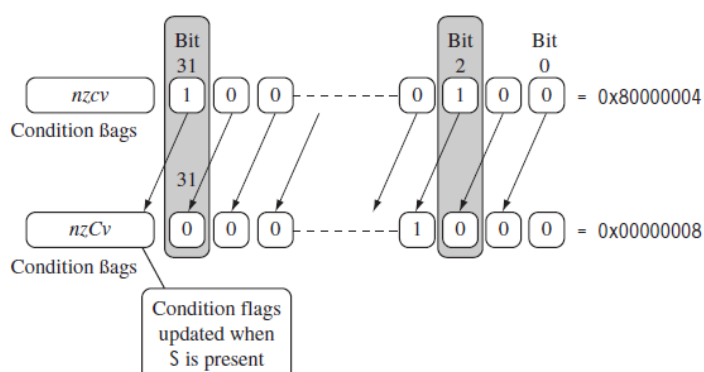 Bit Bit Bit
31 2 0
nzcv 1 0 0 0 1 0 0 = 0x80000004
Condition ßags
31
nzCv 0 0 0 1 0 0 0 = 0x00000008
Condition ßags
Condition flags
updated when
S is present